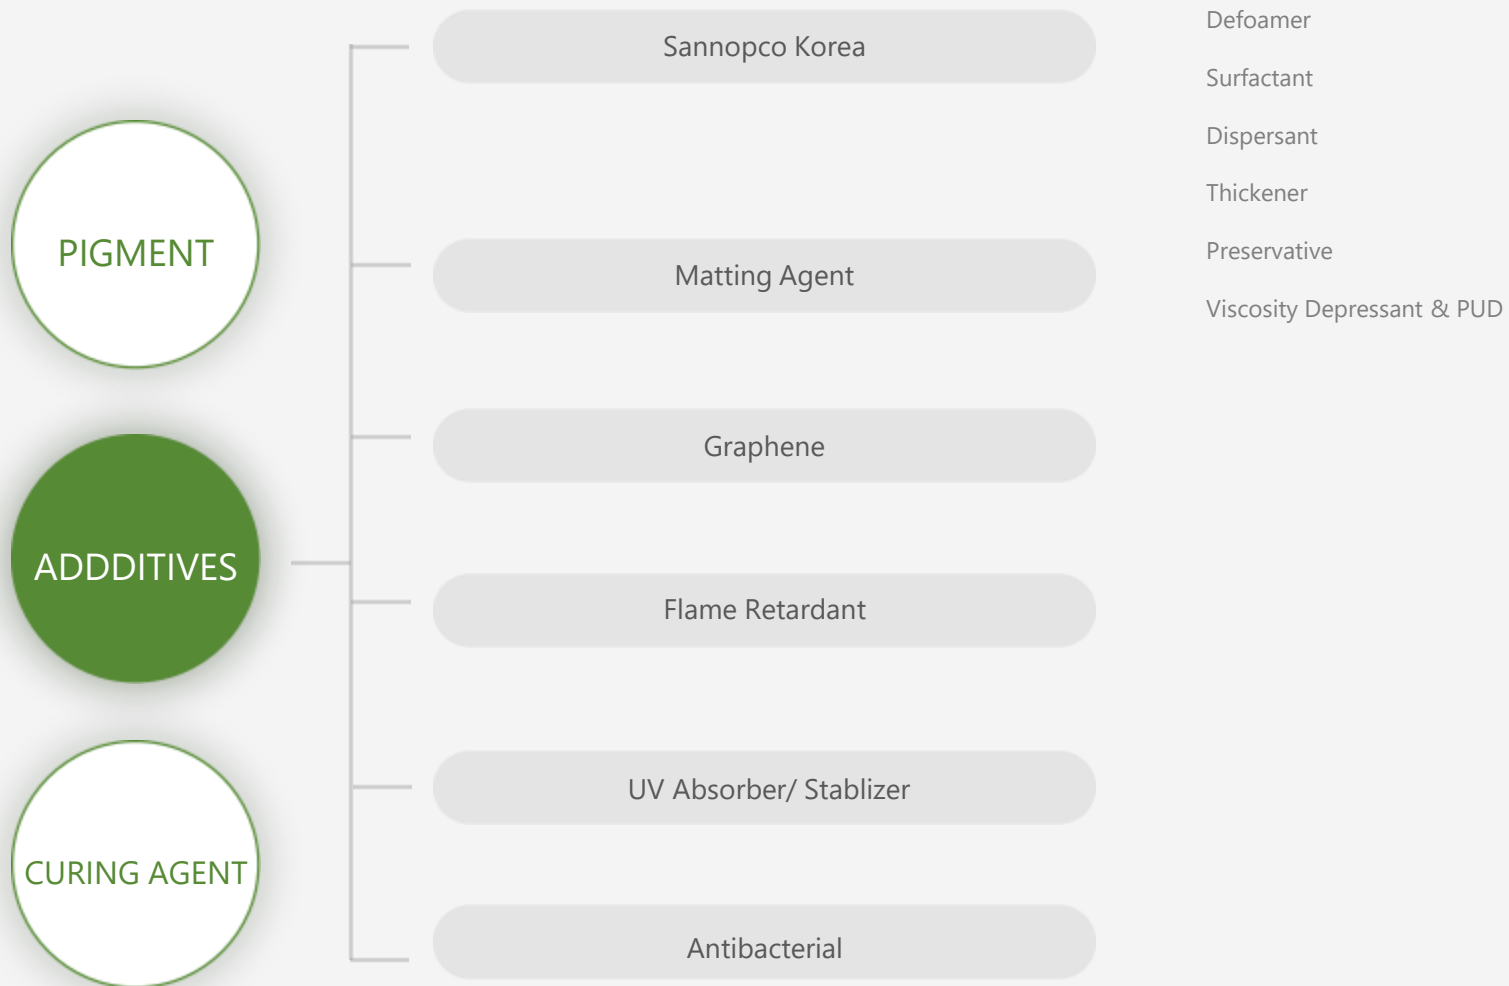 PIGMENT
ADDDITIVES
CURING AGENT
Sannopco Korea
Matting Agent
Graphene
Flame Retardant
UV Absorber/ Stablizer
Antibacterial
Defoamer
Surfactant
Dispersant
Thickener
Preservative
Viscosity Depressant & PUD